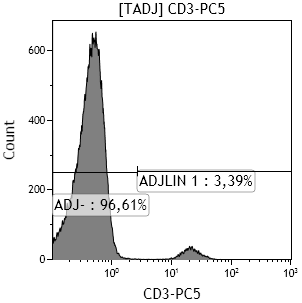 [TADJ] CD3-PC5
600
400
200
0
Count
ADJLIN 1 : 3,39%
ADJ- : 96,61%
10⁰
10¹
10²
10³
CD3-PC5